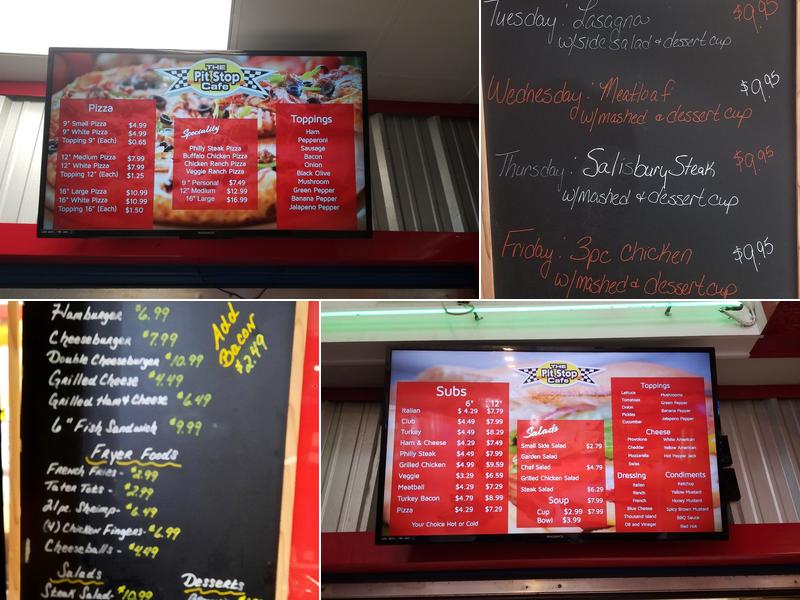 THE
Pit Stop
Cafe
Pizza
9" Small Pizza $4.99
9" White Pizza $4.99
Topping 9" (Each) $0.65
12" Medium Pizza $7.99
12" White Pizza $7.99
Topping 12" (Each) $1.25
16" Large Pizza $10.99
16" White Pizza $10.99
Topping 16" (Each) $1.50
Speciality
Philly Steak Pizza
Buffalo Chicken Pizza
Chicken Ranch Pizza
Veggie Ranch Pizza
9" Personal $7.49
12" Medium $12.99
16" Large $16.99
Toppings
Ham
Pepperoni
Sausage
Bacon
Onion
Black Olive
Mushroom
Green Pepper
Banana Pepper
Jalapeno Pepper
Tuesday: Lasagna $9.95
w/side salad & dessert cup
Wednesday: Meatloaf $9.95
w/mashed & dessert cup
Thursday: Salisbury Steak $9.95
w/mashed & dessert cup
Friday: 3pc Chicken $9.95
w/mashed & dessert cup
Hamburger $6.99
Cheeseburger $7.99
Double Cheeseburger $10.99
Grilled Cheese $4.49
Grilled Ham & Cheese $6.49
6" Fish Sandwich $9.99
Add
Bacon
$2.49
Fryer Foods
French Fries - $2.99
Tater Tots - $2.99
21pc Shrimp - $6.49
(4) Chicken Fingers - $6.99
Cheeseballs - $4.49
Salads
Steak Salad - $10.99
Desserts
THE
Pit Stop
Cafe
Subs
6" 12"
Italian $4.29 $7.79
Club $4.49 $7.99
Turkey $4.49 $8.29
Ham & Cheese $4.29 $7.49
Philly Steak $4.49 $7.99
Grilled Chicken $4.99 $9.59
Veggie $3.29 $6.59
Meatball $4.29 $7.29
Turkey Bacon $4.79 $8.99
Pizza $4.29 $7.29
Your Choice Hot or Cold
Salads
Small Side Salad $2.79
Garden Salad
Chef Salad $4.79
Grilled Chicken Salad
Steak Salad $6.29
Soup $7.99
Cup $2.99 $7.99
Bowl $3.99
Toppings
Lettuce Mushrooms
Tomatoes Green Pepper
Onion Banana Pepper
Pickles Jalapeno Pepper
Cucumber
Cheese
Provolone White American
Cheddar Yellow American
Mozzarella Hot Pepper Jack
Swiss
Dressing Condiments
Italian Ketchup
Ranch Yellow Mustard
French Honey Mustard
Blue Cheese Spicy Brown Mustard
Thousand Island BBQ Sauce
Oil and Vinegar Red Hot